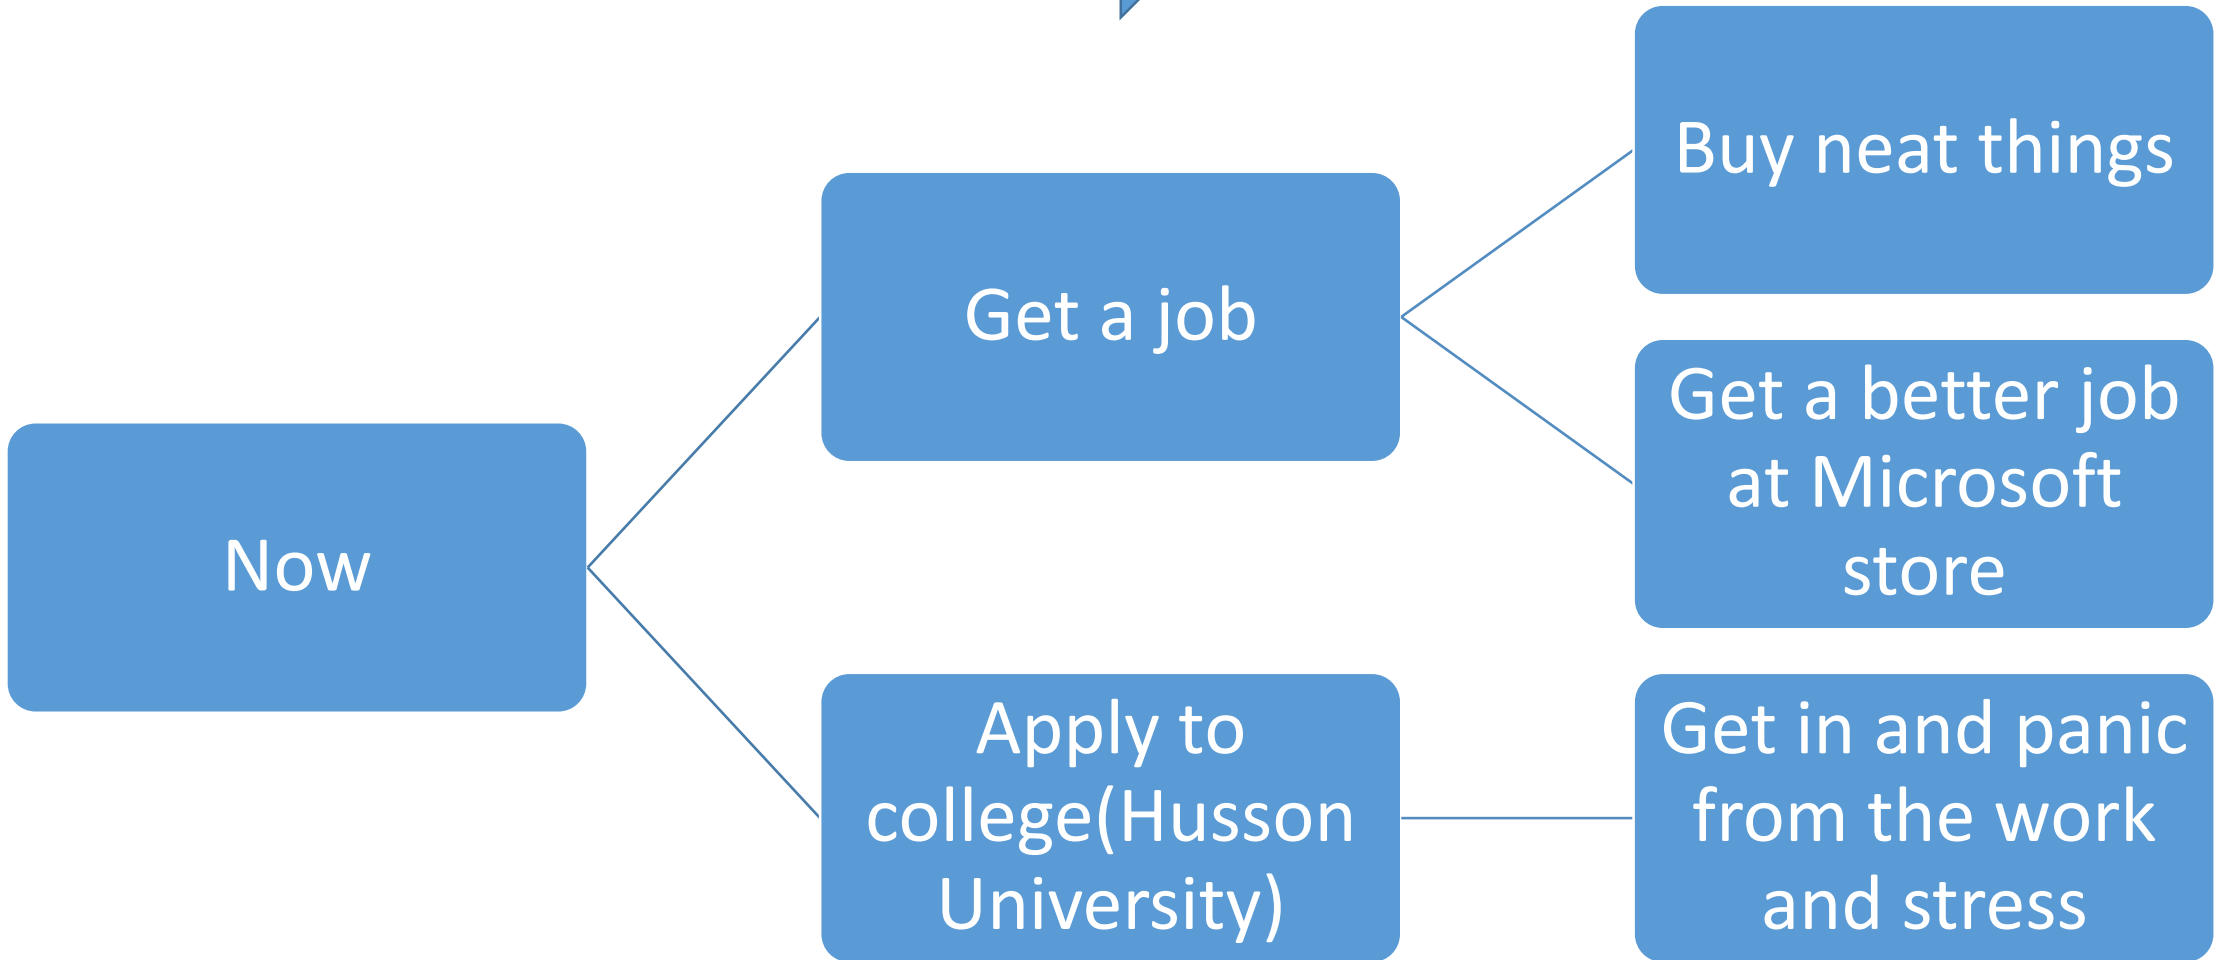 Now
Get a job
Buy neat things
Get a better job
at Microsoft
store
Apply to
college(Husson
University)
Get in and panic
from the work
and stress